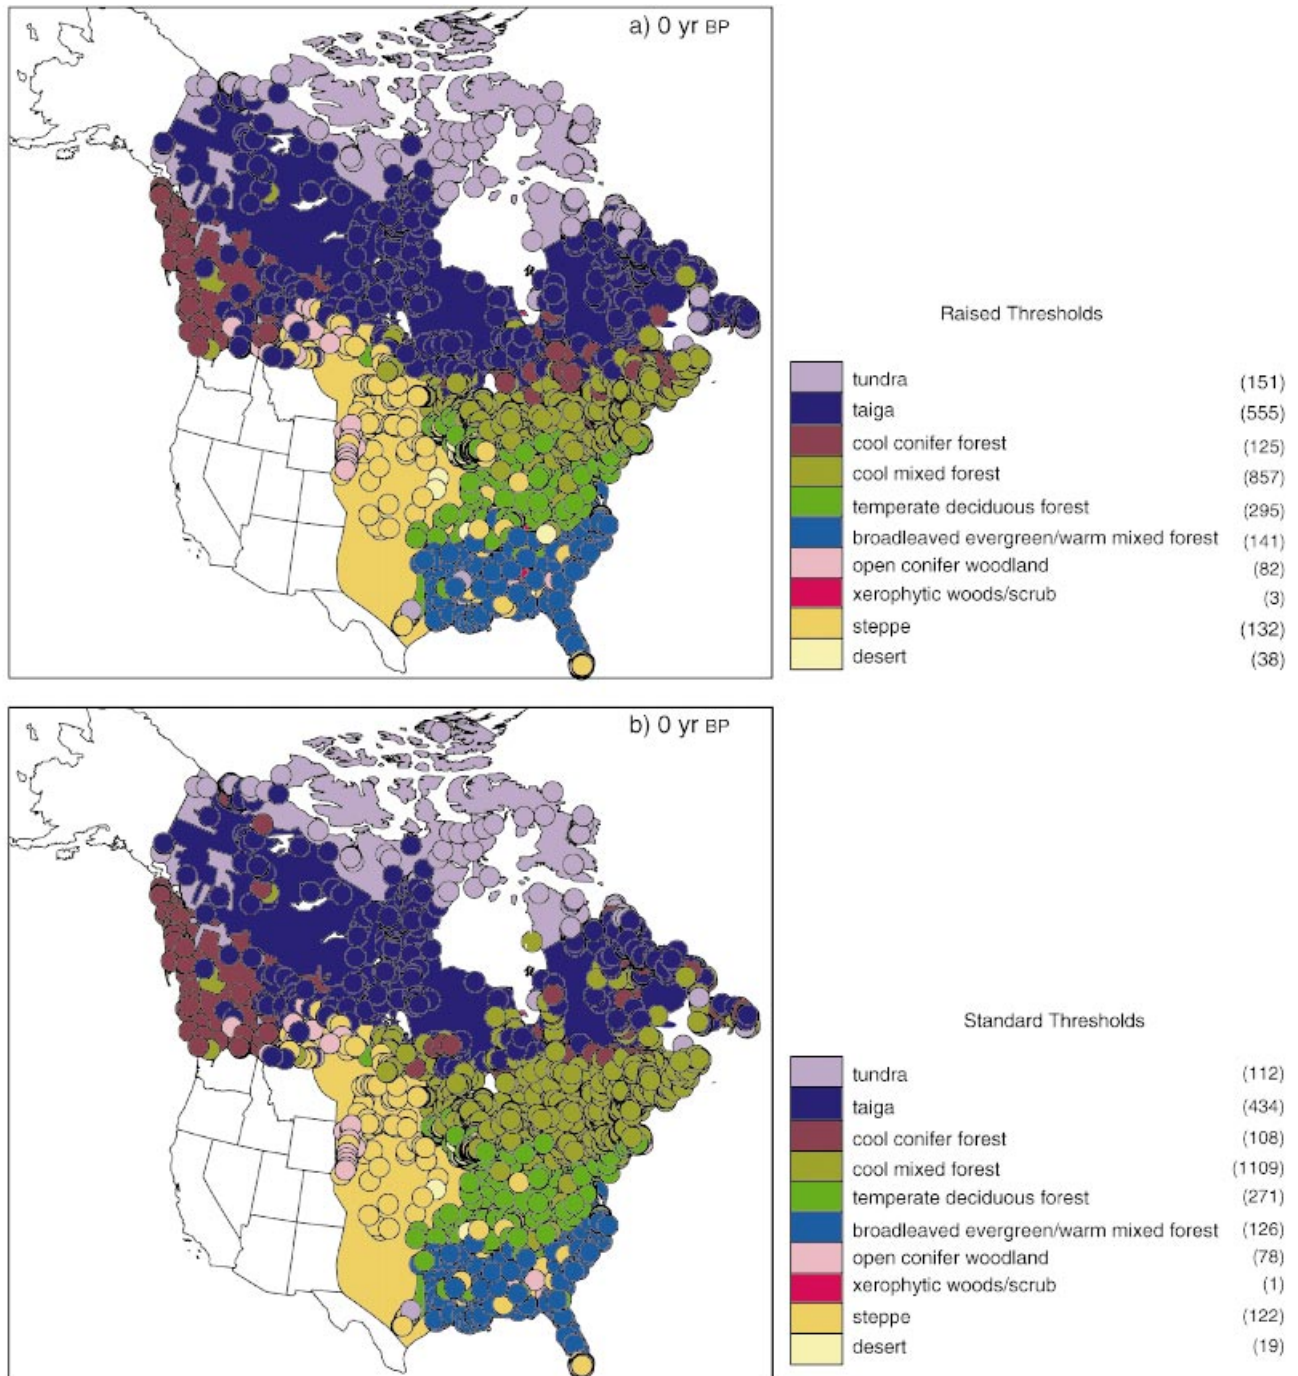 a) 0 yr BP
Raised Thresholds
tundra (151)
taiga (555)
cool conifer forest (125)
cool mixed forest (857)
temperate deciduous forest (295)
broadleaved evergreen/warm mixed forest (141)
open conifer woodland (82)
xerophytic woods/scrub (3)
steppe (132)
desert (38)
b) 0 yr BP
Standard Thresholds
tundra (112)
taiga (434)
cool conifer forest (108)
cool mixed forest (1109)
temperate deciduous forest (271)
broadleaved evergreen/warm mixed forest (126)
open conifer woodland (78)
xerophytic woods/scrub (1)
steppe (122)
desert (19)